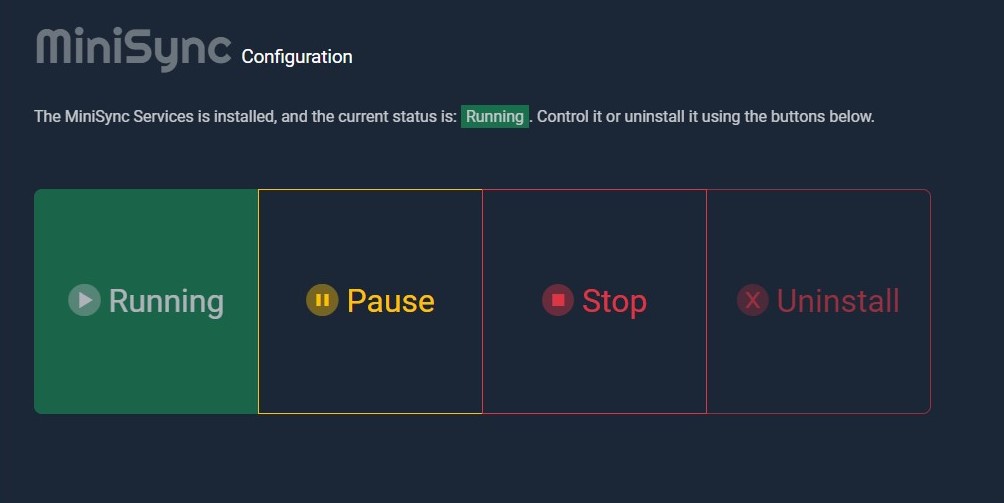 MiniSync Configuration
The MiniSync Services is installed, and the current status is: Running. Control it or uninstall it using the buttons below.
Running Pause Stop Uninstall